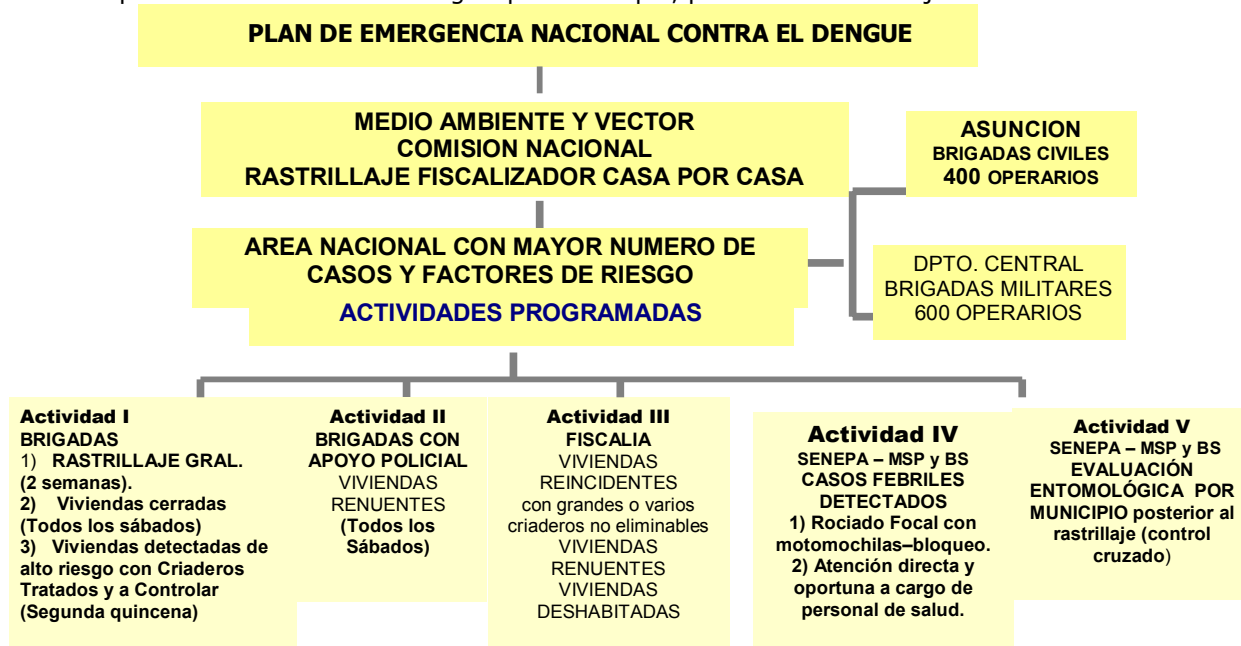 PLAN DE EMERGENCIA NACIONAL CONTRA EL DENGUE
MEDIO AMBIENTE Y VECTOR
COMISION NACIONAL
RASTRILLAJE FISCALIZADOR CASA POR CASA
ASUNCION
BRIGADAS CIVILES
400 OPERARIOS
AREA NACIONAL CON MAYOR NUMERO DE
CASOS Y FACTORES DE RIESGO
DPTO. CENTRAL
BRIGADAS MILITARES
600 OPERARIOS
ACTIVIDADES PROGRAMADAS
Actividad I
BRIGADAS
1) RASTRILLAJE GRAL.
(2 semanas).
2) Viviendas cerradas
(Todos los sábados)
3) Viviendas detectadas de
alto riesgo con Criaderos
Tratados y a Controlar
(Segunda quincena)
Actividad II
BRIGADAS CON
APOYO POLICIAL
VIVIENDAS
RENUENTES
(Todos los
Sábados)
Actividad III
FISCALIA
VIVIENDAS
REINCIDENTES
con grandes o varios
criaderos no eliminables
VIVIENDAS
RENUENTES
VIVIENDAS
DESHABITADAS
Actividad IV
SENEPA – MSP y BS
CASOS FEBRILES
DETECTADOS
1) Rociado Focal con
motomochilas–bloqueo.
2) Atención directa y
oportuna a cargo de
personal de salud.
Actividad V
SENEPA – MSP y BS
EVALUACIÓN
ENTOMOLÓGICA POR
MUNICIPIO posterior al
rastrillaje (control
cruzado)